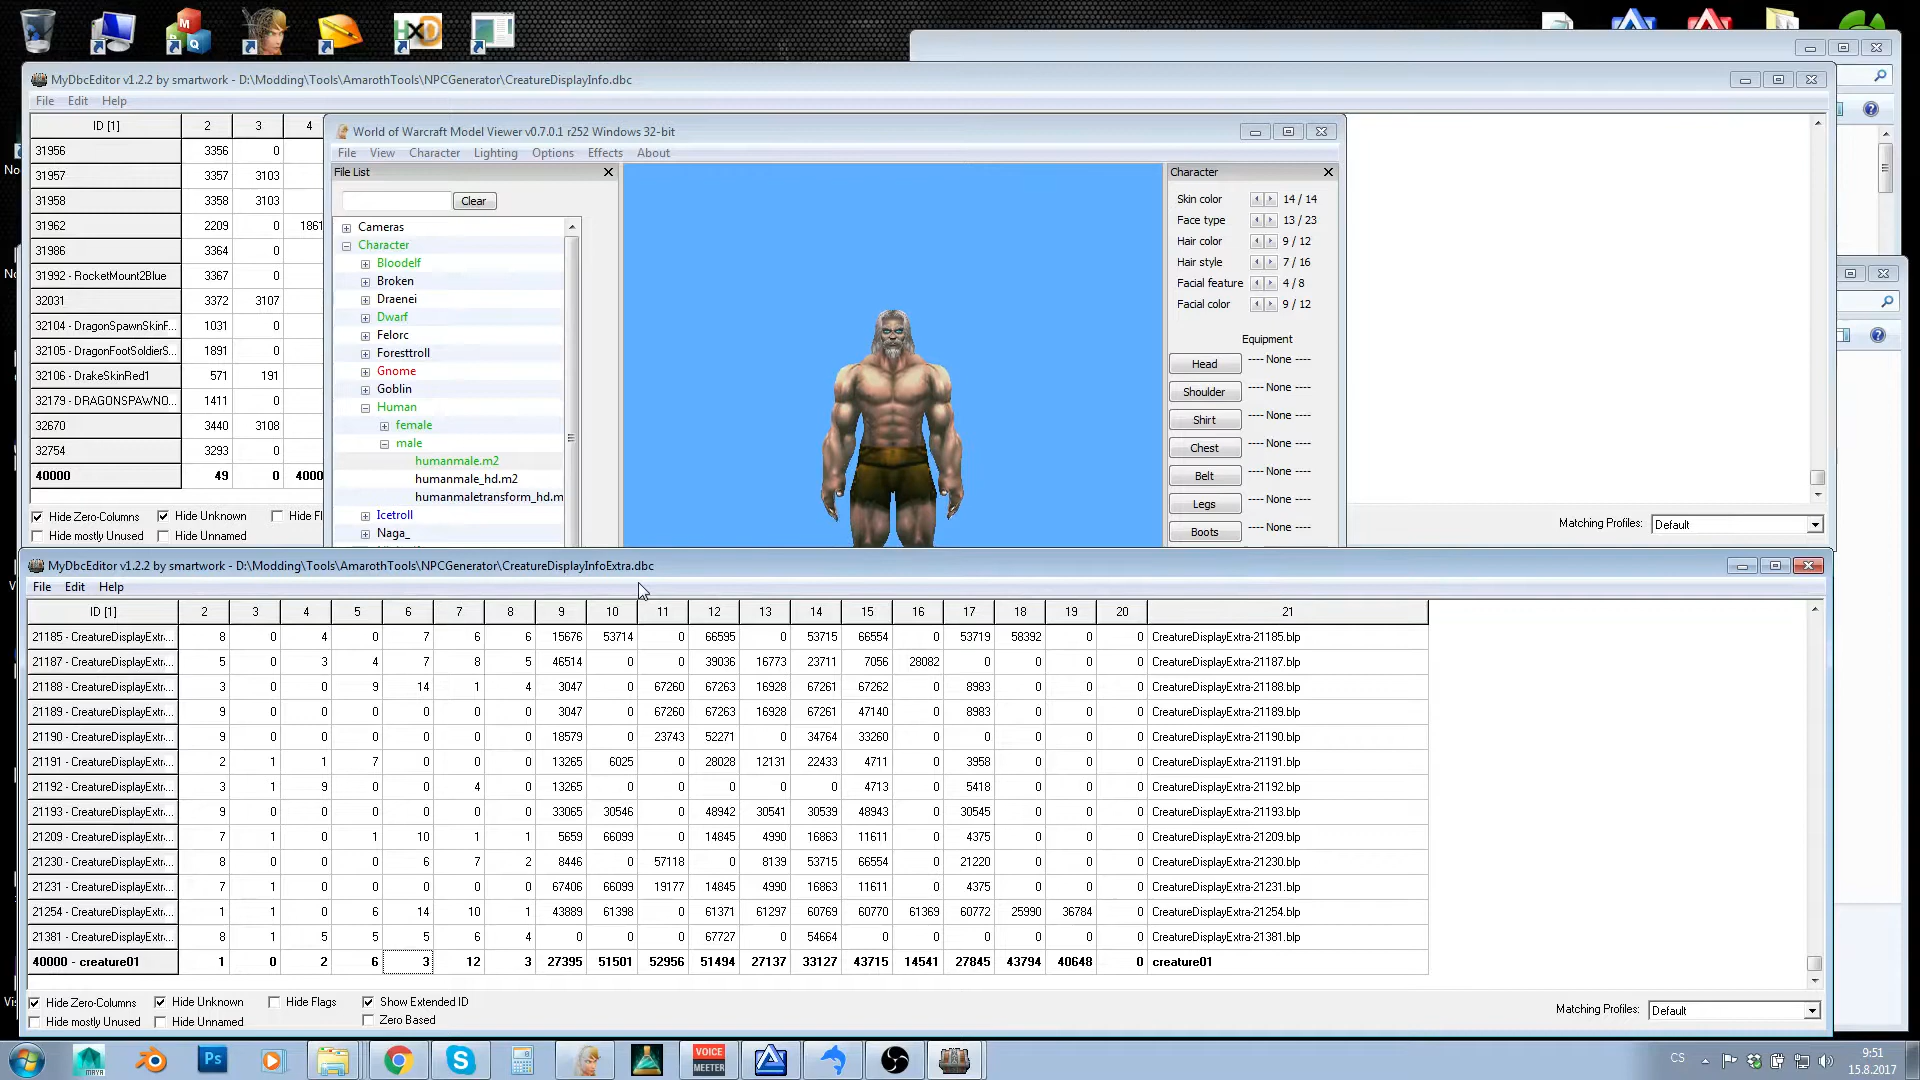 MyDbcEditor v1.2.2 by smartwork - D:\Modding\Tools\AmarothTools\NPCGenerator\CreatureDisplayInfo.dbc
File Edit Help
ID [1] 2 3 4
31956 3356 0
31957 3357 3103
31958 3358 3103
31962 2209 0 1861
31986 3364 0
31992 - RocketMount2Blue 3367 0
32031 3372 3107
32104 - DragonSpawnSkinF... 1031 0
32105 - DragonFootSoldierS... 1891 0
32106 - DrakeSkinRed1 571 191
32179 - DRAGONSPAWNO... 1411 0
32670 3440 3108
32754 3293 0
40000 49 0 4000
Hide Zero-Columns Hide Unknown Hide Fl
Hide mostly Unused Hide Unnamed
Matching Profiles: Default
World of Warcraft Model Viewer v0.7.0.1 r252 Windows 32-bit
File View Character Lighting Options Effects About
File List
Clear
Cameras
Character
Bloodelf
Broken
Draenei
Dwarf
Felorc
Foresttroll
Gnome
Goblin
Human
female
male
humanmale.m2
humanmale_hd.m2
humanmaletransform_hd.m
Icetroll
Naga_
Character
Skin color 14 / 14
Face type 13 / 23
Hair color 9 / 12
Hair style 7 / 16
Facial feature 4 / 8
Facial color 9 / 12
Equipment
Head ---- None ----
Shoulder ---- None ----
Shirt ---- None ----
Chest ---- None ----
Belt ---- None ----
Legs ---- None ----
Boots ---- None ----
MyDbcEditor v1.2.2 by smartwork - D:\Modding\Tools\AmarothTools\NPCGenerator\CreatureDisplayInfoExtra.dbc
File Edit Help
ID [1] 2 3 4 5 6 7 8 9 10 11 12 13 14 15 16 17 18 19 20 21
21185 - CreatureDisplayExtr... 8 0 4 0 7 6 6 15676 53714 0 66595 0 53715 66554 0 53719 58392 0 0 CreatureDisplayExtra-21185.blp
21187 - CreatureDisplayExtr... 5 0 3 4 7 8 5 46514 0 0 39036 16773 23711 7056 28082 0 0 0 0 CreatureDisplayExtra-21187.blp
21188 - CreatureDisplayExtr... 3 0 0 9 14 1 4 3047 0 67260 67263 16928 67261 67262 0 8983 0 0 0 CreatureDisplayExtra-21188.blp
21189 - CreatureDisplayExtr... 9 0 0 0 0 0 0 3047 0 67260 67263 16928 67261 47140 0 8983 0 0 0 CreatureDisplayExtra-21189.blp
21190 - CreatureDisplayExtr... 9 0 0 0 0 0 0 18579 0 23743 52271 0 34764 33260 0 0 0 0 0 CreatureDisplayExtra-21190.blp
21191 - CreatureDisplayExtr... 2 1 1 7 0 0 0 13265 6025 0 28028 12131 22433 4711 0 3958 0 0 0 CreatureDisplayExtra-21191.blp
21192 - CreatureDisplayExtr... 3 1 9 0 0 4 0 13265 0 0 0 0 0 4713 0 5418 0 0 0 CreatureDisplayExtra-21192.blp
21193 - CreatureDisplayExtr... 9 0 0 0 0 0 0 33065 30546 0 48942 30541 30539 48943 0 30545 0 0 0 CreatureDisplayExtra-21193.blp
21209 - CreatureDisplayExtr... 7 1 0 1 10 1 1 5659 66099 0 14845 4990 16863 11611 0 4375 0 0 0 CreatureDisplayExtra-21209.blp
21230 - CreatureDisplayExtr... 8 0 0 0 6 7 2 8446 0 57118 0 8139 53715 66554 0 21220 0 0 0 CreatureDisplayExtra-21230.blp
21231 - CreatureDisplayExtr... 7 1 0 0 0 0 0 67406 66099 19177 14845 4990 16863 11611 0 4375 0 0 0 CreatureDisplayExtra-21231.blp
21254 - CreatureDisplayExtr... 1 1 0 6 14 10 1 43889 61398 0 61371 61297 60769 60770 61369 60772 25990 36784 0 CreatureDisplayExtra-21254.blp
21381 - CreatureDisplayExtr... 8 1 5 5 5 6 4 0 0 0 67727 0 54664 0 0 0 0 0 0 CreatureDisplayExtra-21381.blp
40000 - creature01 1 0 2 6 3 12 3 27395 51501 52956 51494 27137 33127 43715 14541 27845 43794 40648 0 creature01
Hide Zero-Columns Hide Unknown Hide Flags Show Extended ID
Hide mostly Unused Hide Unnamed Zero Based
Matching Profiles: Default
MAYA
Ps
VOICE
MEETER
CS
9:51
15.8.2017